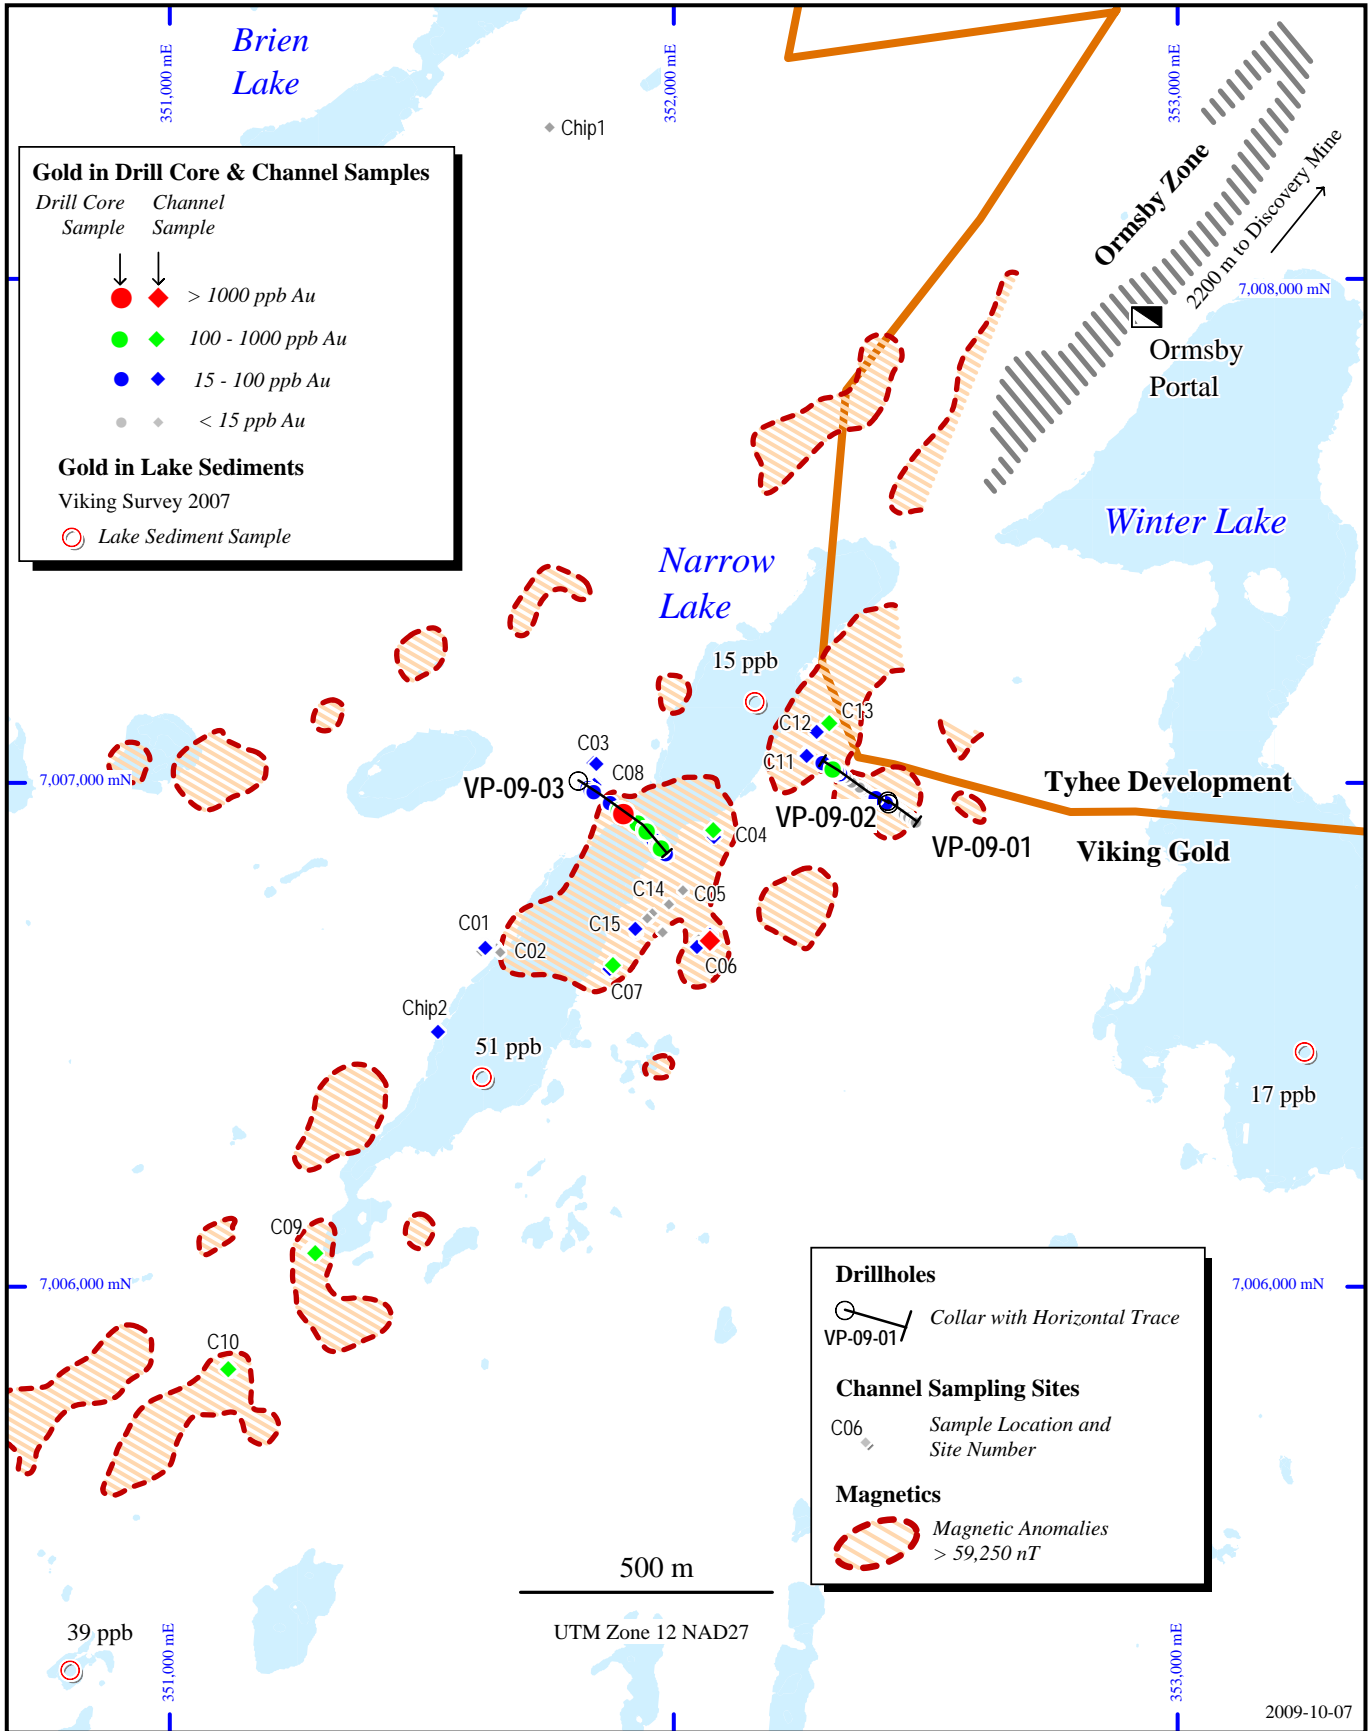 351,000 mE
352,000 mE
353,000 mE
Brien
Lake
Chip1
Gold in Drill Core & Channel Samples
Drill Core
Sample
Channel
Sample
> 1000 ppb Au
100 - 1000 ppb Au
15 - 100 ppb Au
< 15 ppb Au
Gold in Lake Sediments
Viking Survey 2007
Lake Sediment Sample
Ormsby Zone
2200 m to Discovery Mine
7,008,000 mN
Ormsby
Portal
Winter Lake
Narrow
Lake
15 ppb
C13
C12
C11
C03
C08
7,007,000 mN
VP-09-03
Tyhee Development
VP-09-02
VP-09-01
Viking Gold
C04
C14
C05
C15
C01
C02
C06
C07
Chip2
51 ppb
17 ppb
C09
7,006,000 mN
7,006,000 mN
C10
Drillholes
Collar with Horizontal Trace
VP-09-01
Channel Sampling Sites
C06
Sample Location and
Site Number
Magnetics
Magnetic Anomalies
> 59,250 nT
500 m
UTM Zone 12 NAD27
39 ppb
351,000 mE
353,000 mE
2009-10-07